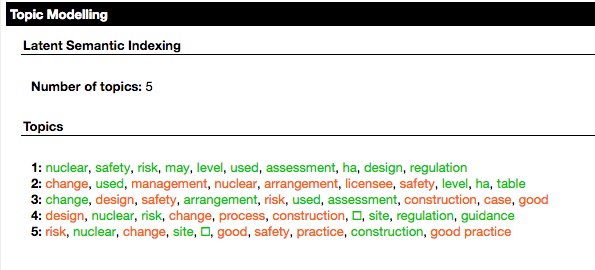 Topic Modelling
Latent Semantic Indexing
Number of topics: 5
Topics
1: nuclear, safety, risk, may, level, used, assessment, ha, design, regulation
2: change, used, management, nuclear, arrangement, licensee, safety, level, ha, table
3: change, design, safety, arrangement, risk, used, assessment, construction, case, good
4: design, nuclear, risk, change, process, construction, □, site, regulation, guidance
5: risk, nuclear, change, site, □, good, safety, practice, construction, good practice